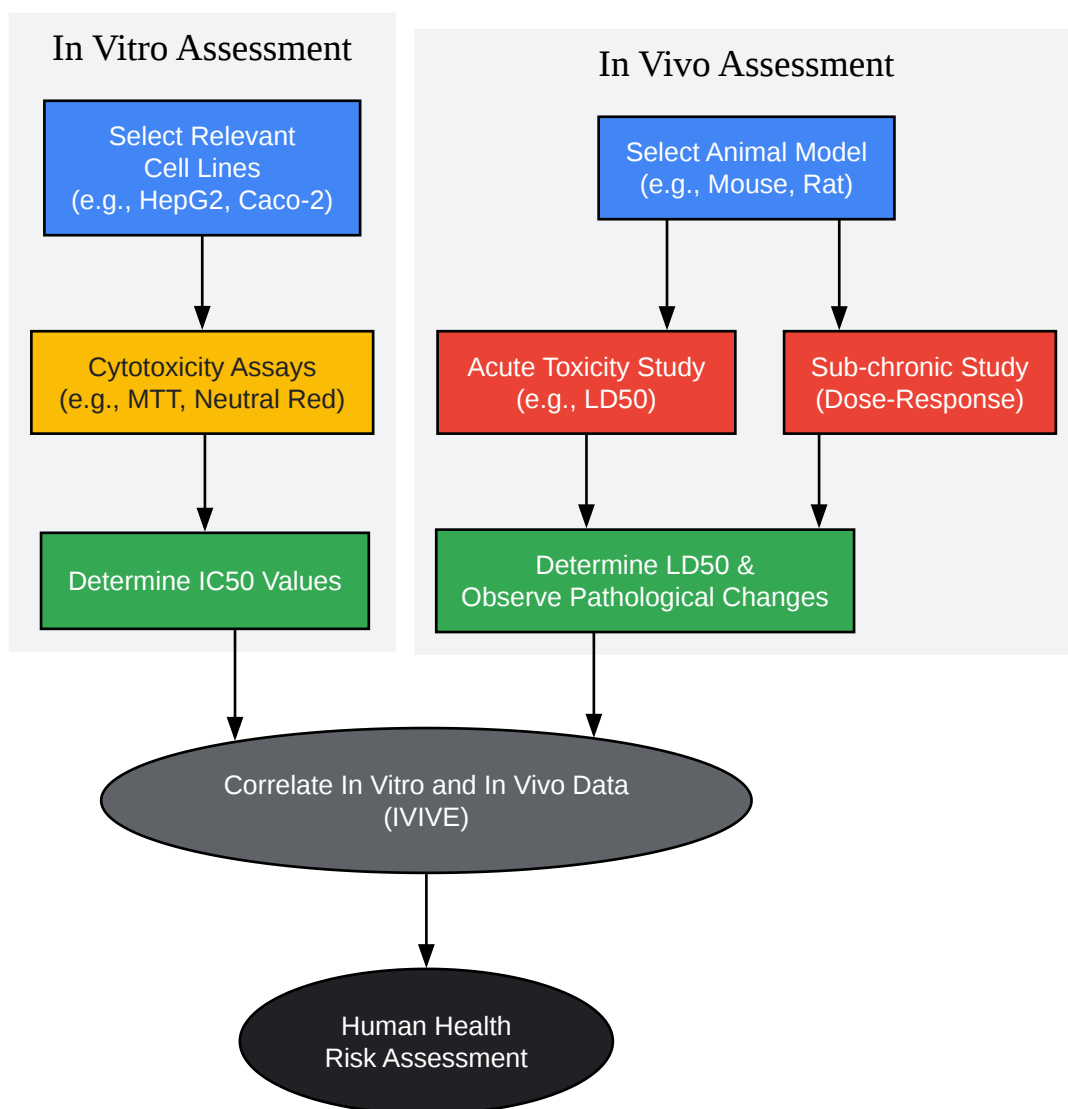 In Vitro Assessment
Select Relevant
Cell Lines
(e.g., HepG2, Caco-2)
Cytotoxicity Assays
(e.g., MTT, Neutral Red)
Determine IC50 Values
In Vivo Assessment
Select Animal Model
(e.g., Mouse, Rat)
Acute Toxicity Study
(e.g., LD50)
Sub-chronic Study
(Dose-Response)
Determine LD50 &
Observe Pathological Changes
Correlate In Vitro and In Vivo Data
(IVIVE)
Human Health
Risk Assessment